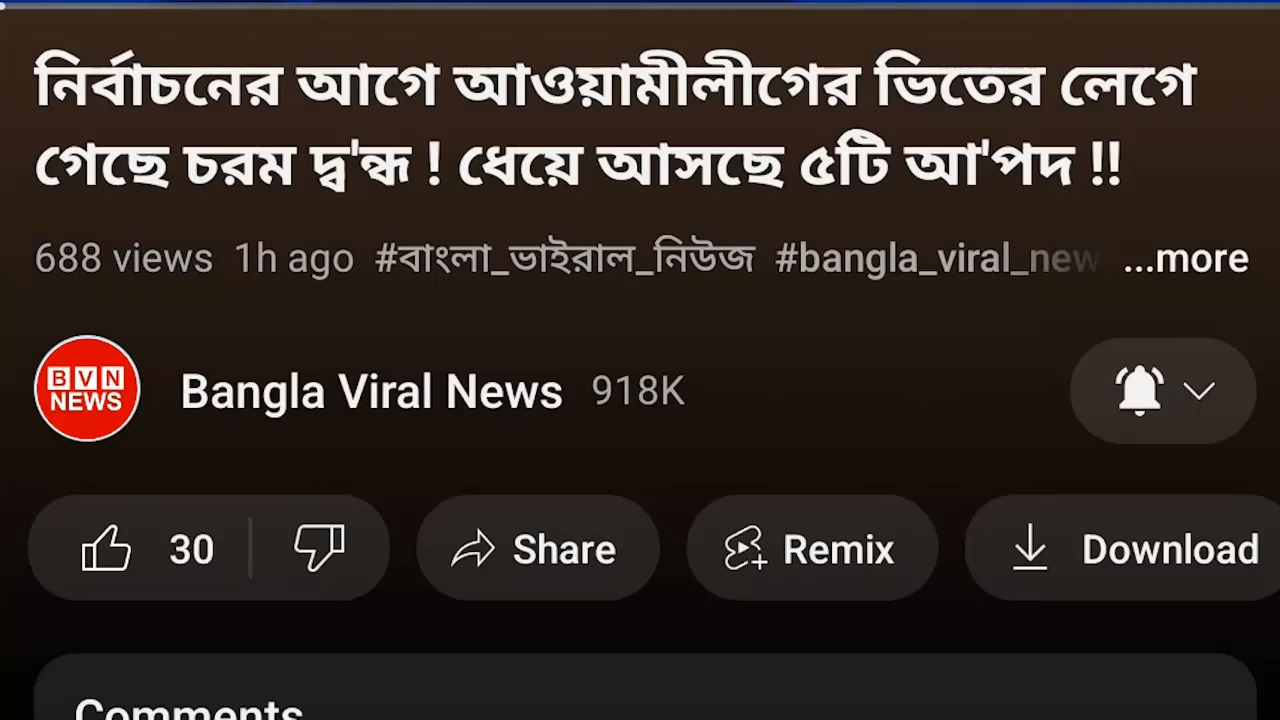 নির্বাচনের আগে আওয়ামীলীগের ভিতের লেগে
গেছে চরম দ্ব'ন্ধ ! ধেয়ে আসছে ৫টি আ'পদ !!
688 views 1h ago #বাংলা_ভাইরাল_নিউজ #bangla_viral_new ...more
BVN
NEWS
Bangla Viral News 918K
30 Share Remix Download
Comments